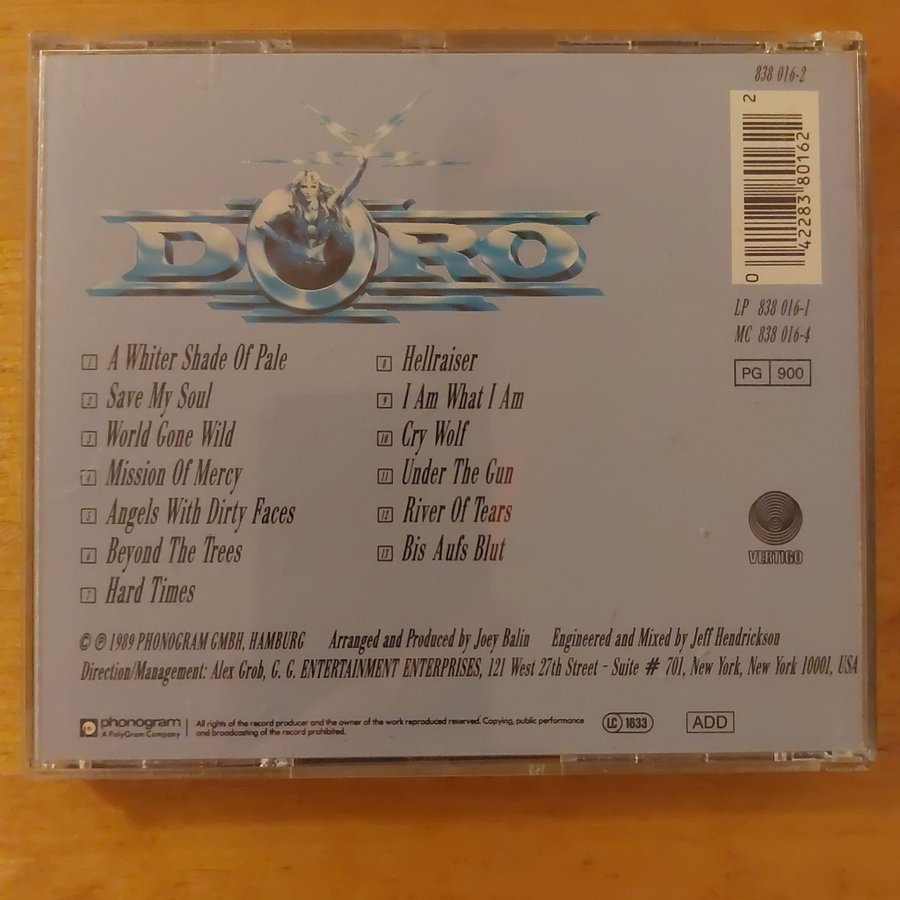 838 016-2
2
42283 80162
0
LP 838 016-1
MC 838 016-4
PG 900
DORO
1 A Whiter Shade Of Pale
2 Save My Soul
3 World Gone Wild
4 Mission Of Mercy
5 Angels With Dirty Faces
6 Beyond The Trees
7 Hard Times
8 Hellraiser
9 I Am What I Am
10 Cry Wolf
11 Under The Gun
12 River Of Tears
13 Bis Aufs Blut
VERTIGO
© ℗ 1989 PHONOGRAM GMBH, HAMBURG Arranged and Produced by Joey Balin Engineered and Mixed by Jeff Hendrickson
Direction/Management: Alex Grob, G. G. ENTERTAINMENT ENTERPRISES, 121 West 27th Street - Suite # 701, New York, New York 10001, USA
phonogram
A PolyGram Company
All rights of the record producer and the owner of the work reproduced reserved. Copying, public performance
and broadcasting of the record prohibited.
LC 1633
ADD